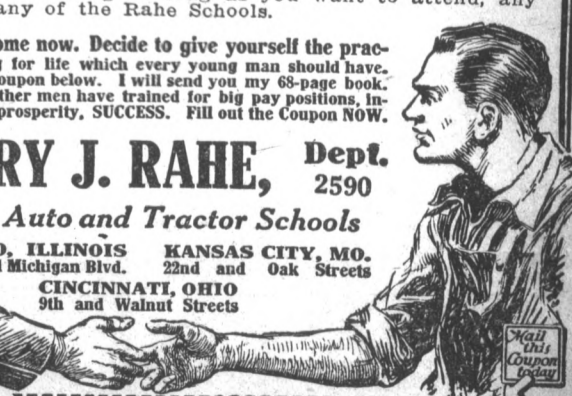 any of the Rahe Schools.
ome now. Decide to give yourself the prac-
for life which every young man should have.
oupon below. I will send you my 68-page book.
ther men have trained for big pay positions, in-
prosperity, SUCCESS. Fill out the Coupon NOW.
RY J. RAHE, Dept. 2590
Auto and Tractor Schools
O, ILLINOIS KANSAS CITY, MO.
Michigan Blvd. 22nd and Oak Streets
CINCINNATI, OHIO
9th and Walnut Streets
Mail
this
Coupon
today